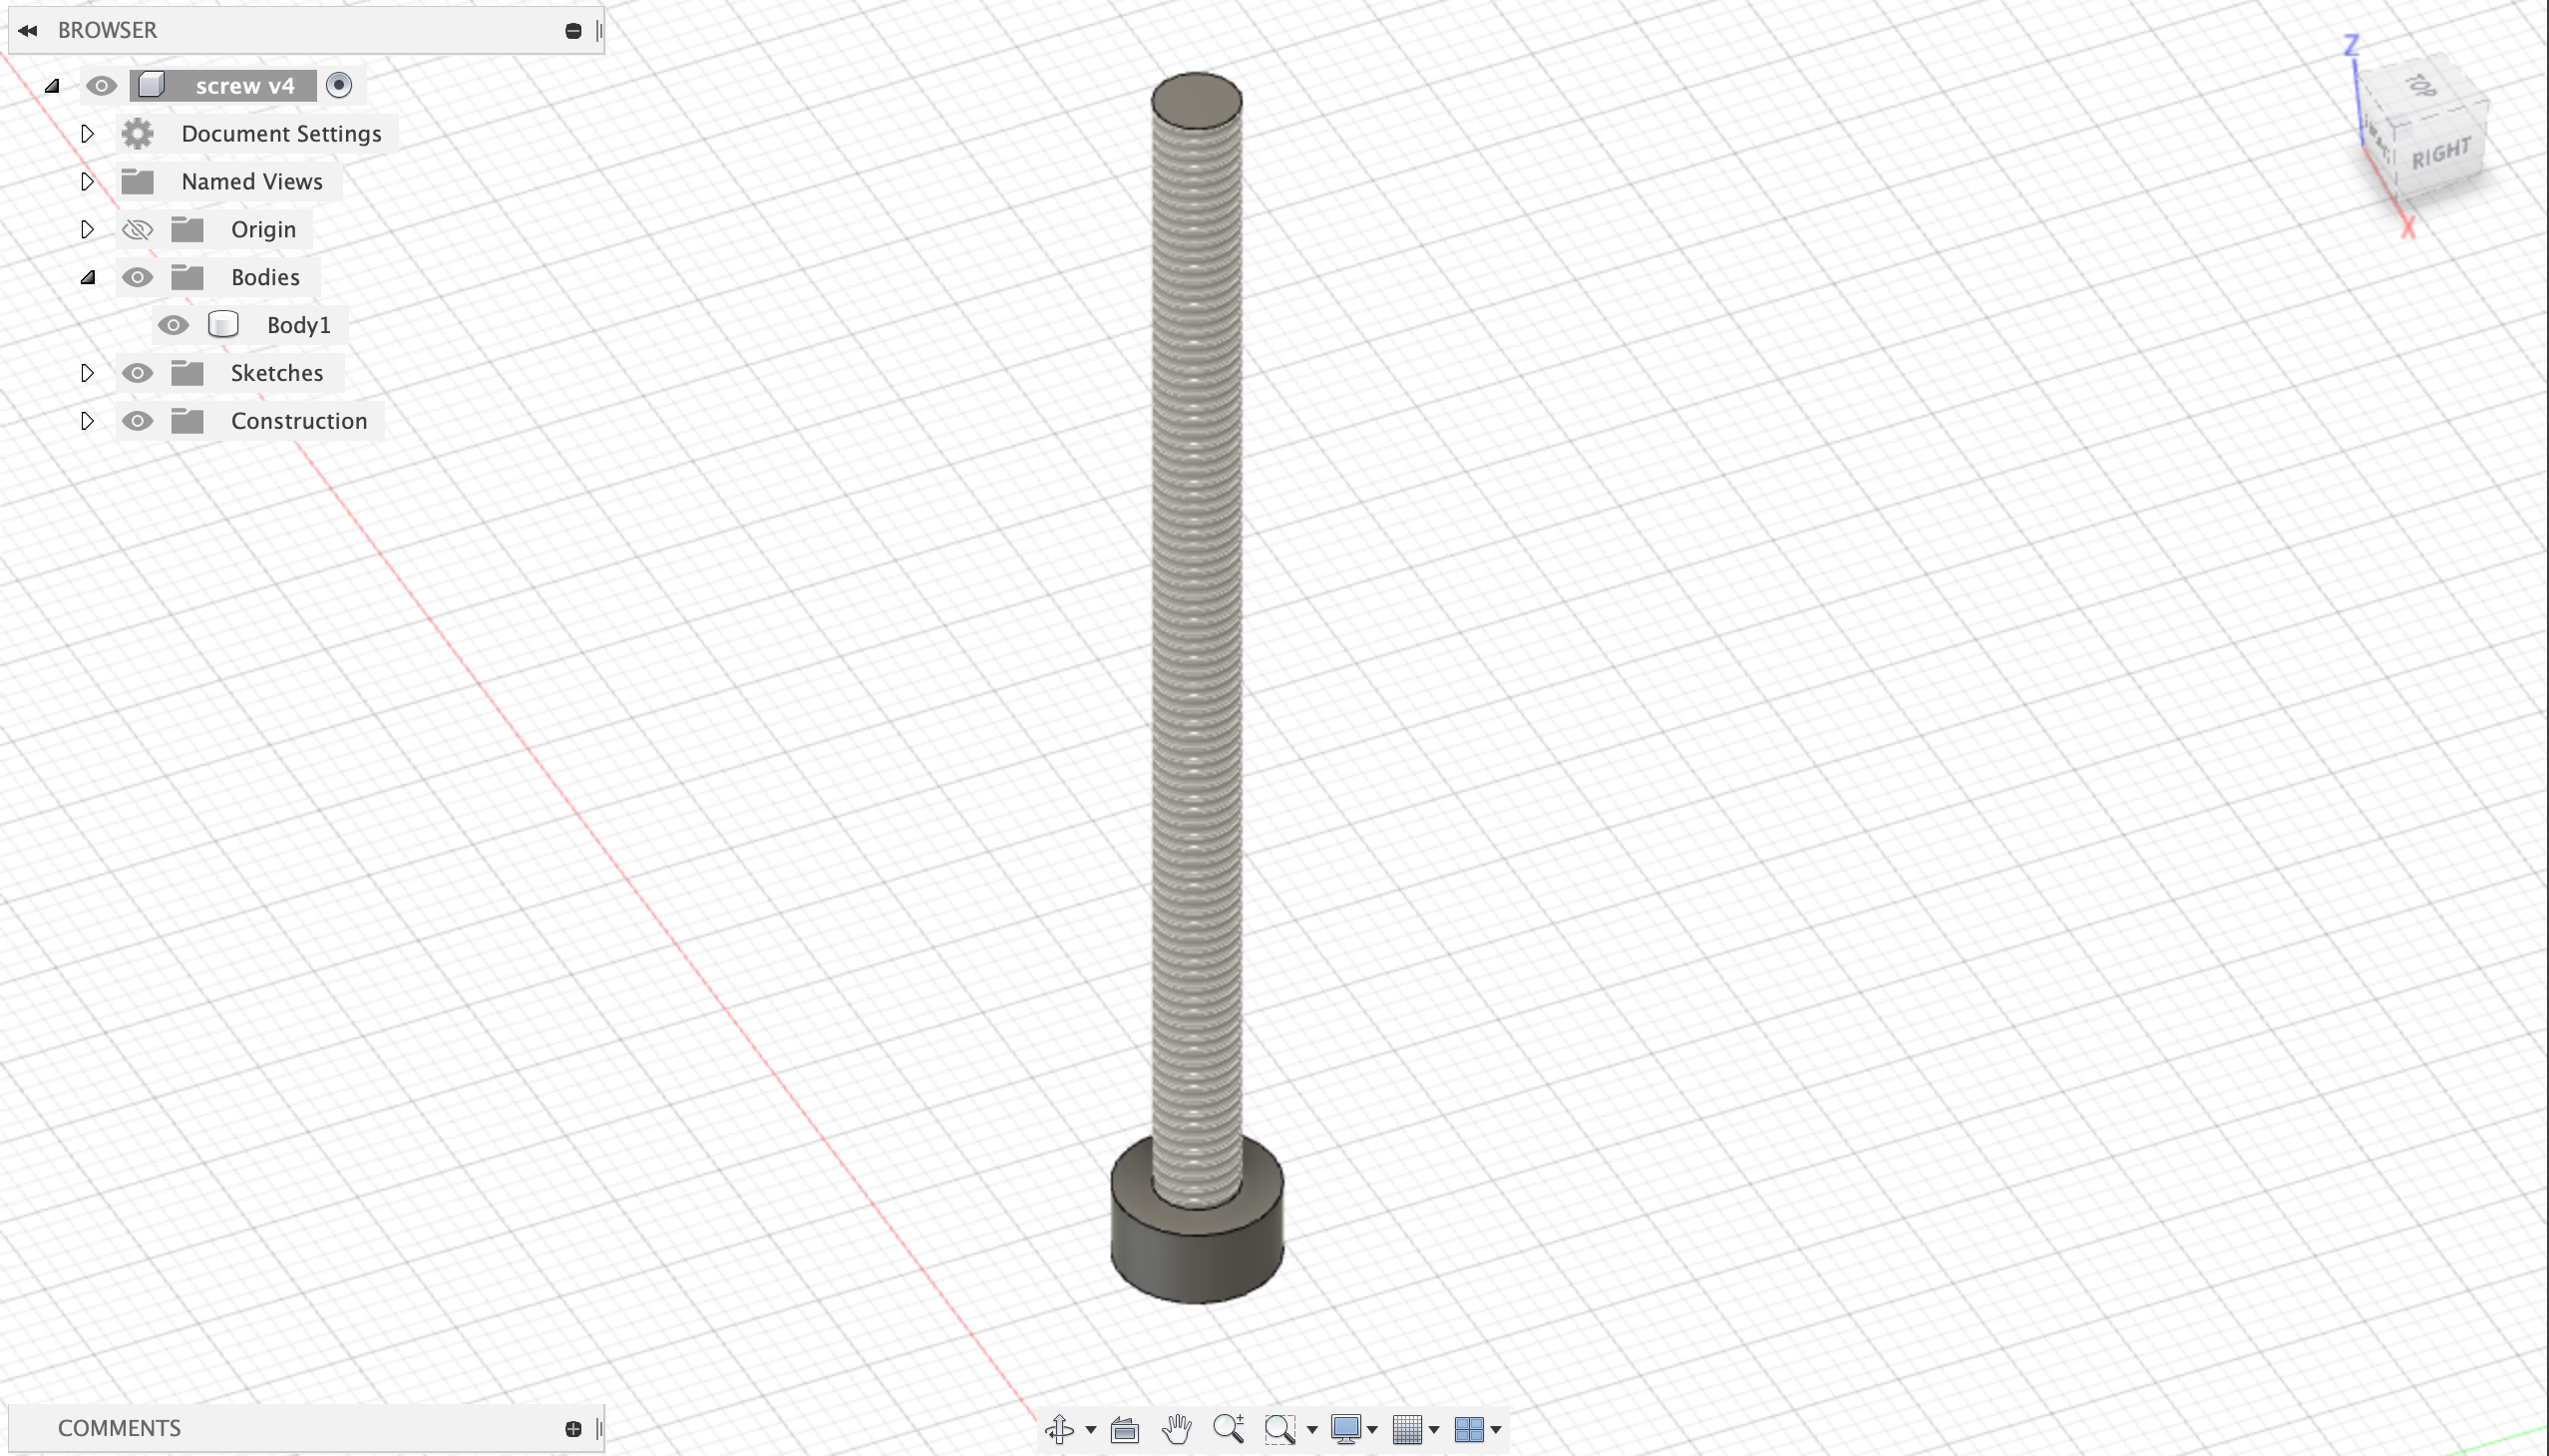 BROWSER
screw v4
Document Settings
Named Views
Origin
Bodies
Body1
Sketches
Construction
Z
TOP
RIGHT
X
COMMENTS